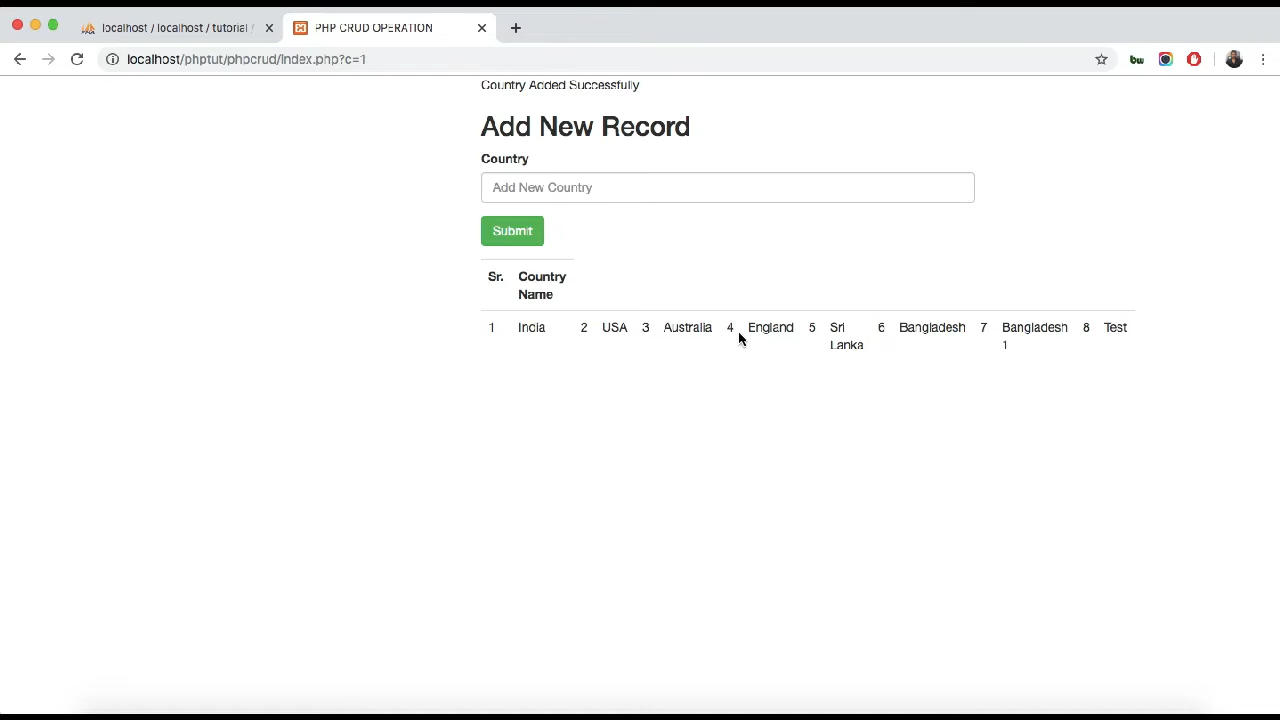 localhost / localhost / tutorial /
PHP CRUD OPERATION
localhost/phptut/phpcrud/index.php?c=1
bw
Country Added Successfully
Add New Record
Country
Add New Country
Submit
Sr. Country Name
1 India 2 USA 3 Australia 4 England 5 Sri Lanka 6 Bangladesh 7 Bangladesh 1 8 Test